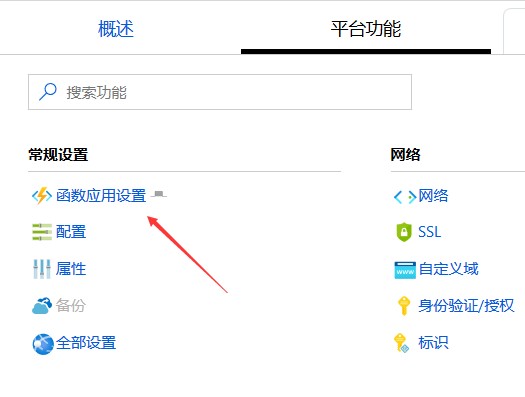 概述
平台功能
搜索功能
常规设置
函数应用设置
配置
属性
备份
全部设置
网络
网络
SSL
www
自定义域
身份验证/授权
标识